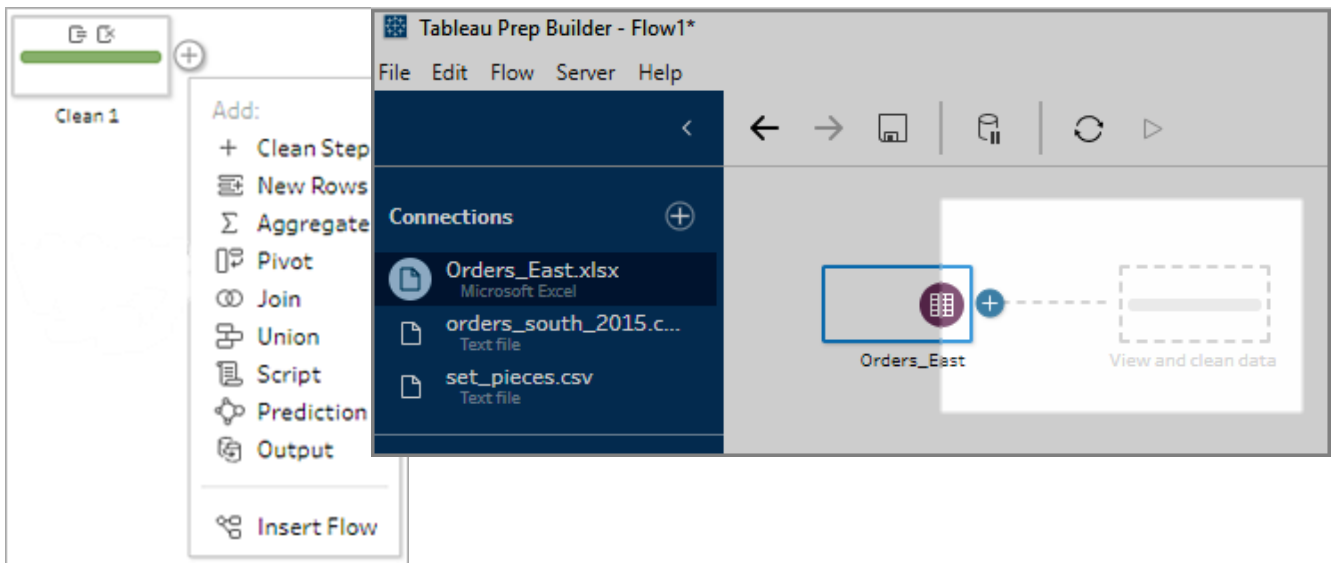 Clean 1
Add:
Clean Step
New Rows
Aggregate
Pivot
Join
Union
Script
Prediction
Output
Insert Flow
Tableau Prep Builder - Flow1*
File Edit Flow Server Help
Connections
Orders_East.xlsx
Microsoft Excel
orders_south_2015.c...
Text file
set_pieces.csv
Text file
Orders_East
View and clean data